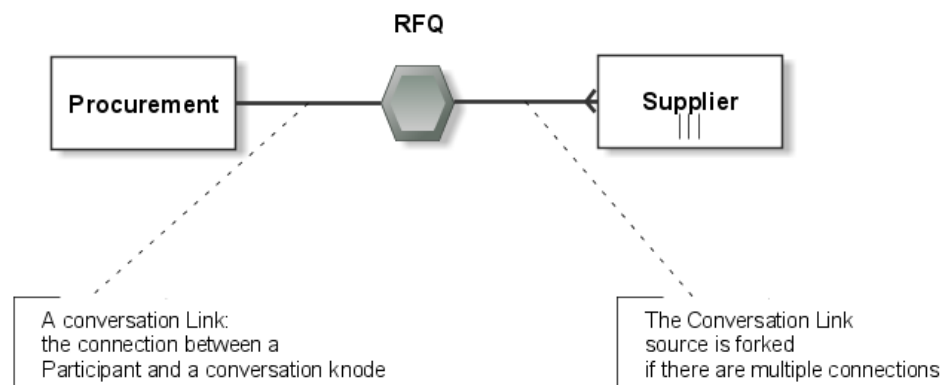 RFQ
Procurement
Supplier
A conversation Link:
the connection between a
Participant and a conversation knode
The Conversation Link
source is forked
if there are multiple connections